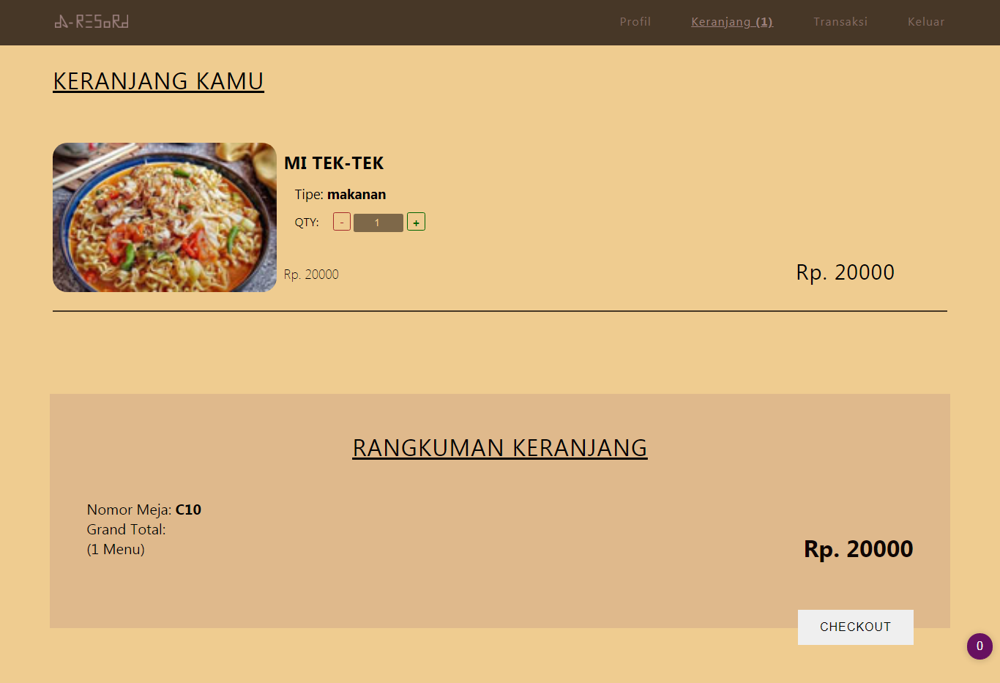 A-RESoRd
Profil Keranjang (1) Transaksi Keluar
KERANJANG KAMU
MI TEK-TEK
Tipe: makanan
QTY: - 1 +
Rp. 20000 Rp. 20000
RANGKUMAN KERANJANG
Nomor Meja: C10
Grand Total:
(1 Menu) Rp. 20000
CHECKOUT
0